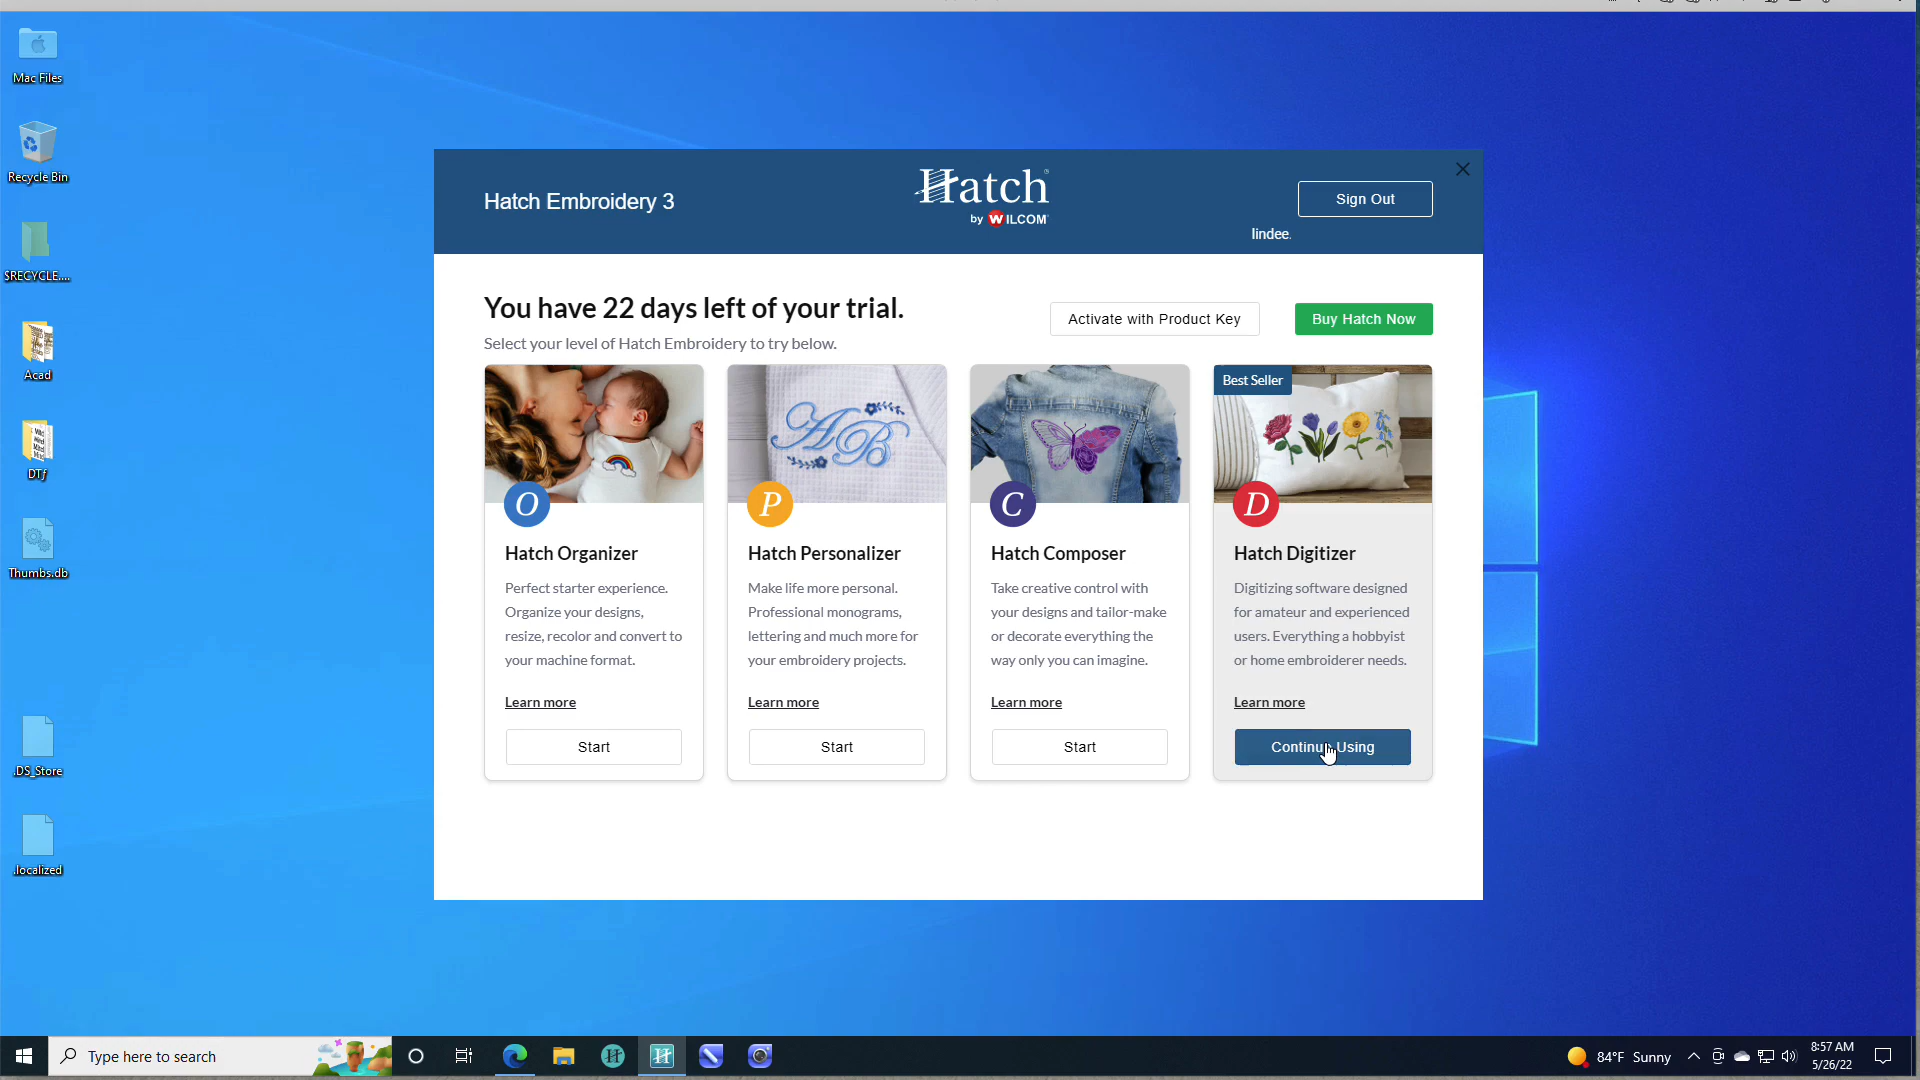 Mac Files
Recycle Bin
$RECYCLE....
Acad
DTf
Thumbs.db
.DS_Store
.localized
Hatch Embroidery 3
Hatch
by WILCOM
Sign Out
lindee.
You have 22 days left of your trial.
Select your level of Hatch Embroidery to try below.
Activate with Product Key
Buy Hatch Now
O
Hatch Organizer
Perfect starter experience.
Organize your designs,
resize, recolor and convert to
your machine format.
Learn more
Start
AB
P
Hatch Personalizer
Make life more personal.
Professional monograms,
lettering and much more for
your embroidery projects.
Learn more
Start
C
Hatch Composer
Take creative control with
your designs and tailor-make
or decorate everything the
way only you can imagine.
Learn more
Start
Best Seller
D
Hatch Digitizer
Digitizing software designed
for amateur and experienced
users. Everything a hobbyist
or home embroiderer needs.
Learn more
Continue Using
Type here to search
84°F Sunny
8:57 AM
5/26/22